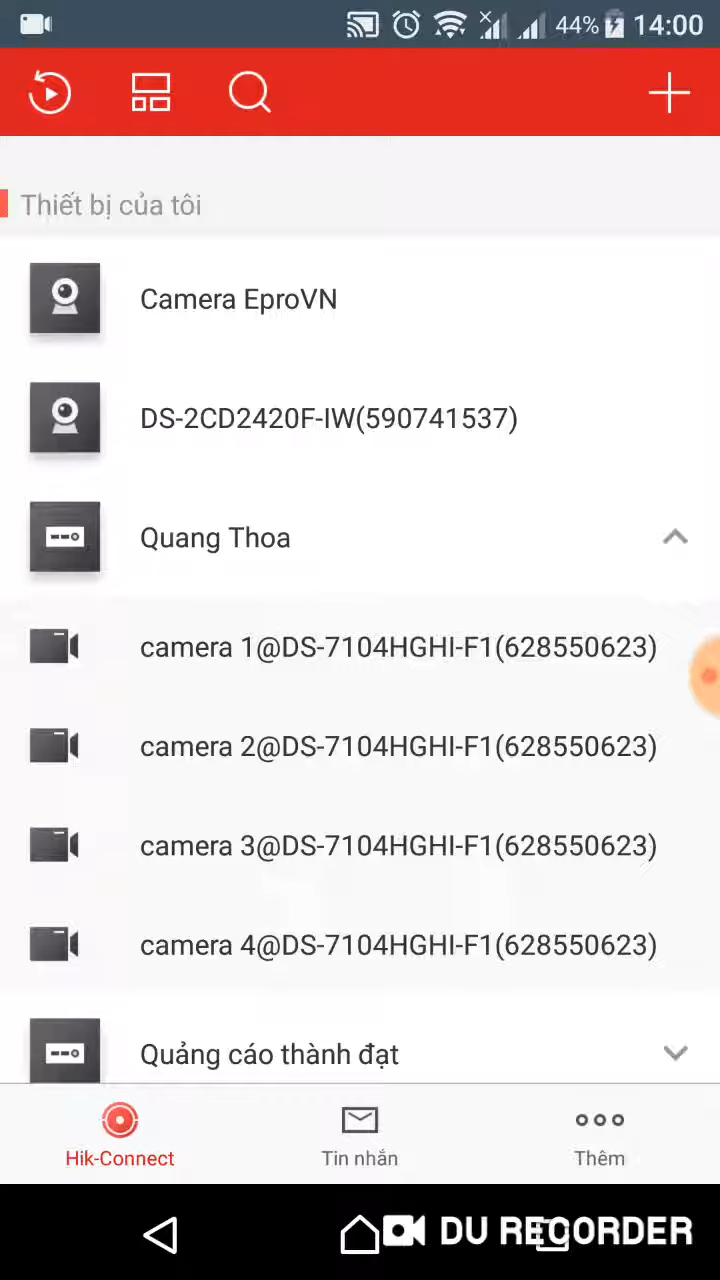 44% 14:00
Thiết bị của tôi
Camera EproVN
DS-2CD2420F-IW(590741537)
Quang Thoa
camera 1@DS-7104HGHI-F1(628550623)
camera 2@DS-7104HGHI-F1(628550623)
camera 3@DS-7104HGHI-F1(628550623)
camera 4@DS-7104HGHI-F1(628550623)
Quảng cáo thành đạt
Hik-Connect Tin nhắn Thêm
DU RECORDER